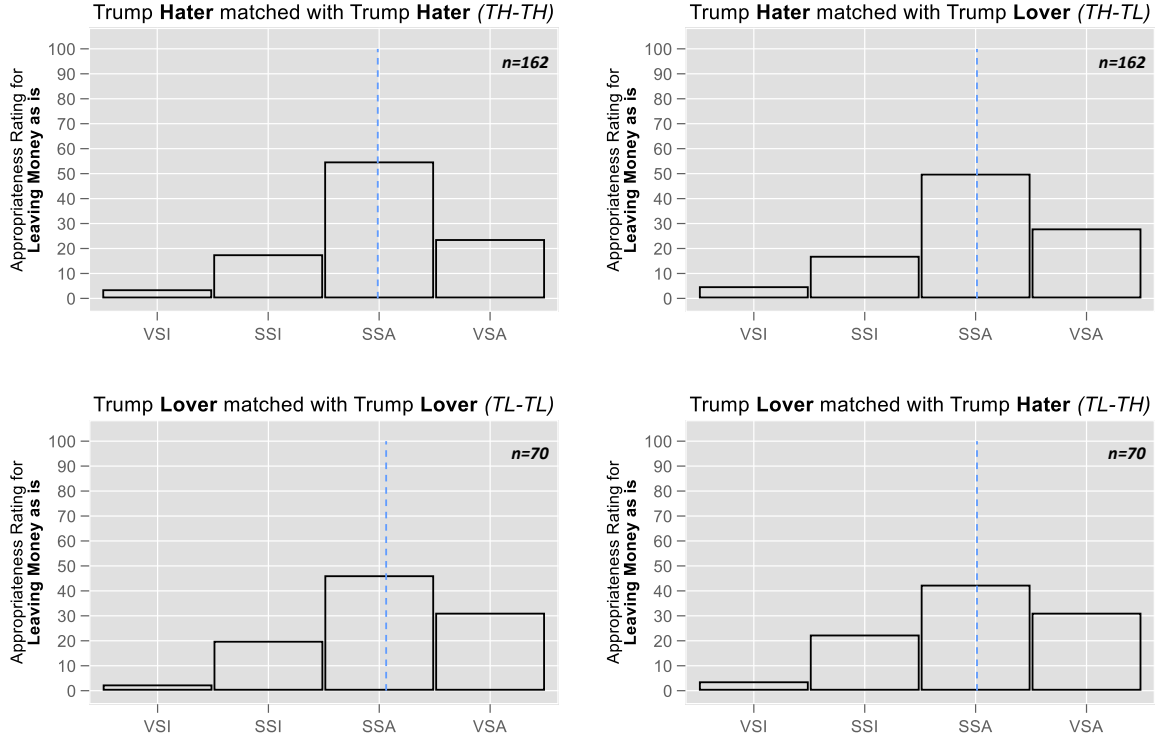 Trump Hater matched with Trump Hater (TH-TH)
Appropriateness Rating for
Leaving Money as is
100
90
80
70
60
50
40
30
20
10
0
n=162
VSI SSI SSA VSA
Trump Hater matched with Trump Lover (TH-TL)
Appropriateness Rating for
Leaving Money as is
100
90
80
70
60
50
40
30
20
10
0
n=162
VSI SSI SSA VSA
Trump Lover matched with Trump Lover (TL-TL)
Appropriateness Rating for
Leaving Money as is
100
90
80
70
60
50
40
30
20
10
0
n=70
VSI SSI SSA VSA
Trump Lover matched with Trump Hater (TL-TH)
Appropriateness Rating for
Leaving Money as is
100
90
80
70
60
50
40
30
20
10
0
n=70
VSI SSI SSA VSA